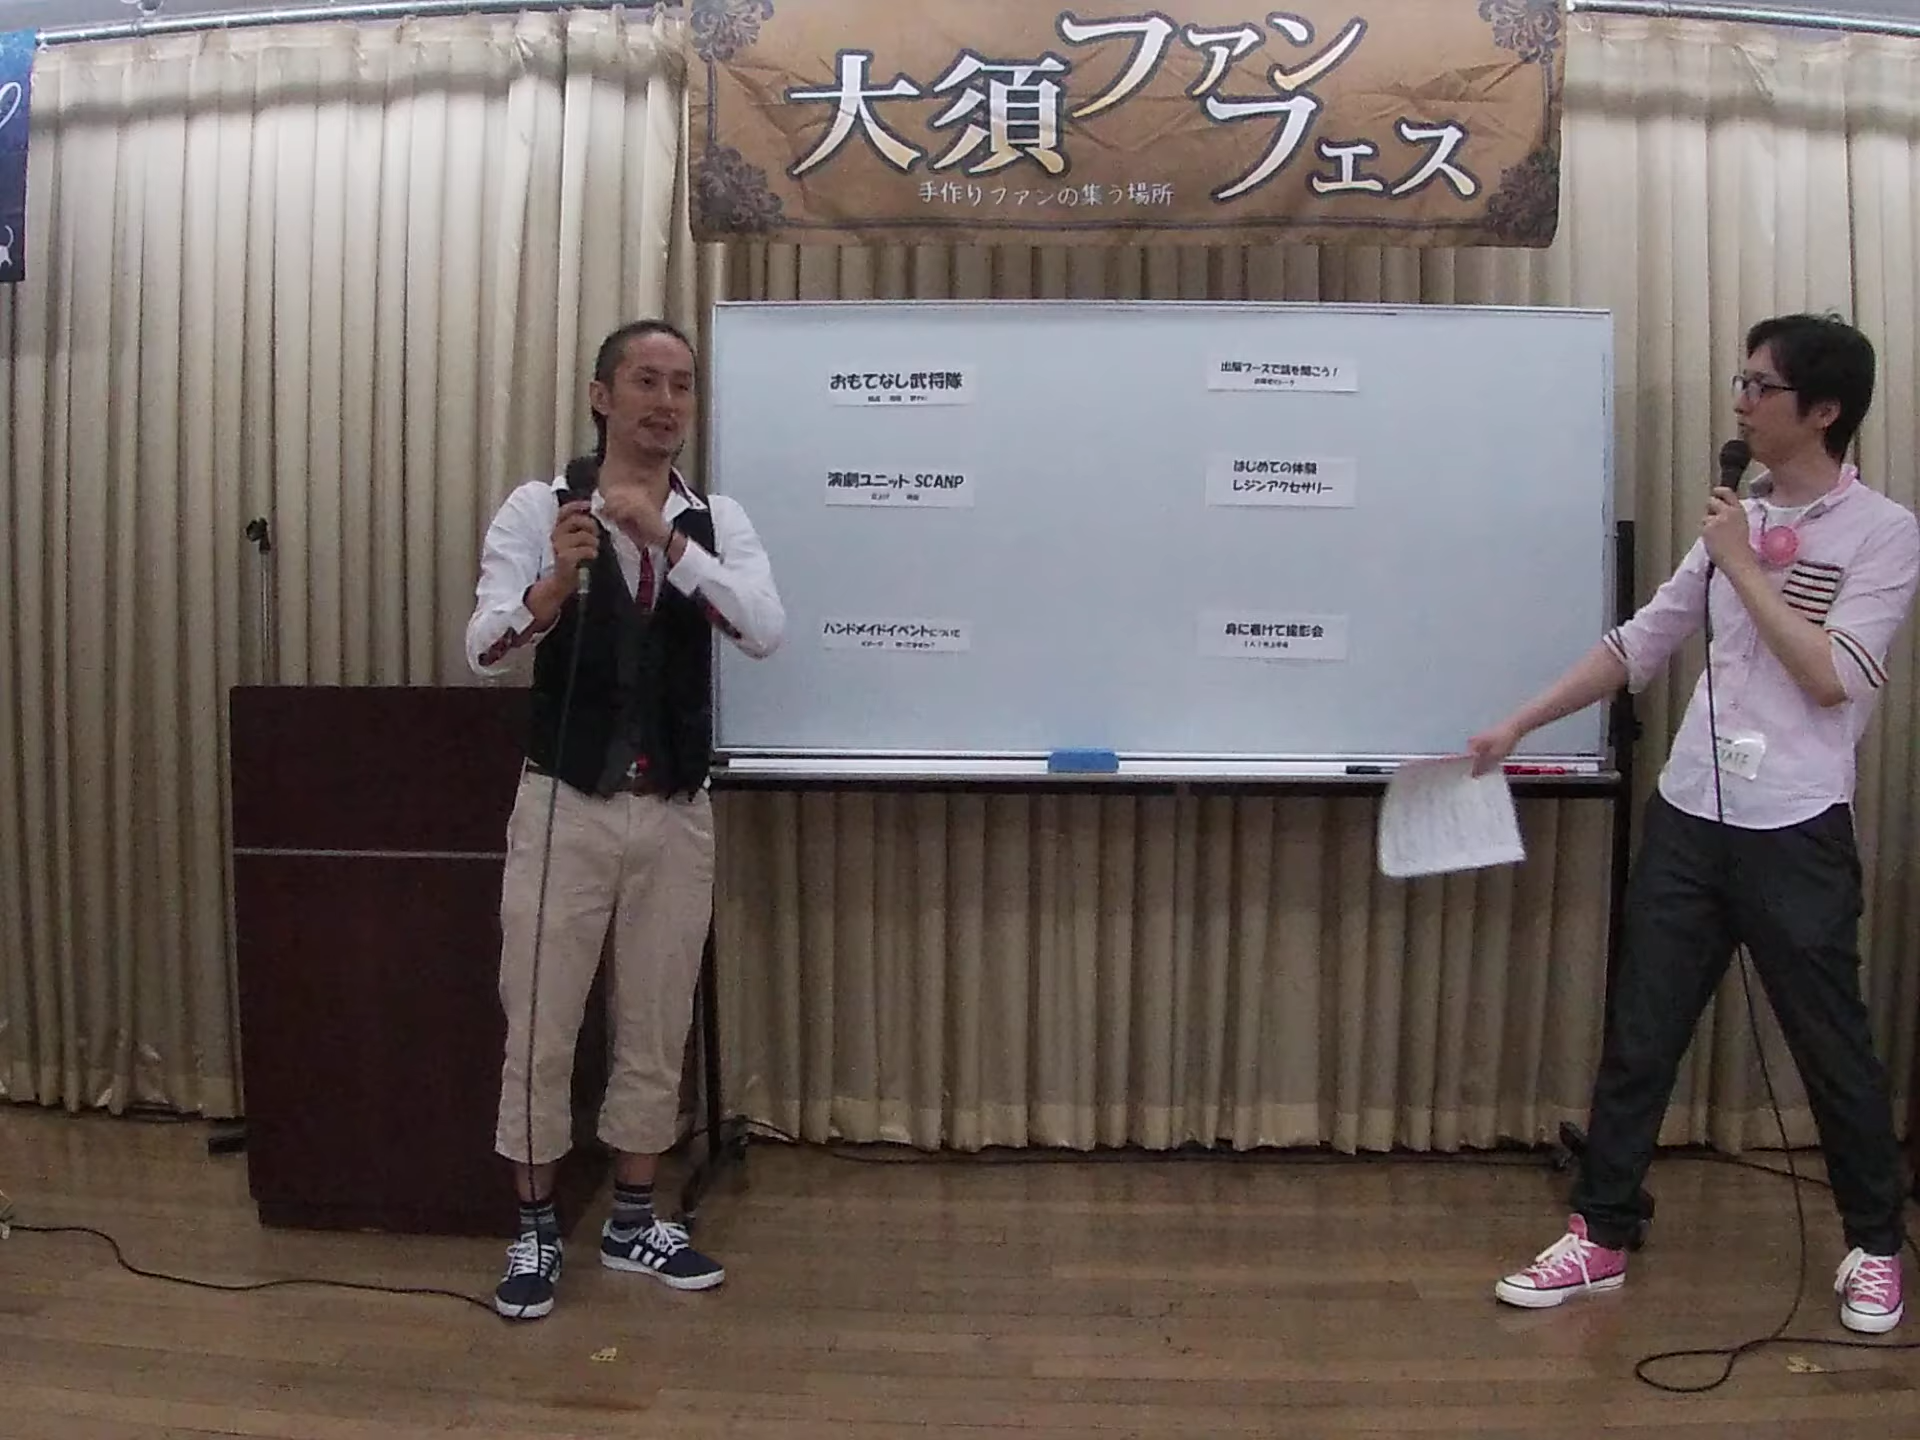 大須ファン
フェス
手作りファンの集う場所
おもてなし武将隊
演劇ユニット SCANP
ハンドメイドイベントについて
出展ブースで話を聞こう！
はじめての体験
レジンアクセサリー
身に着けて撮影会